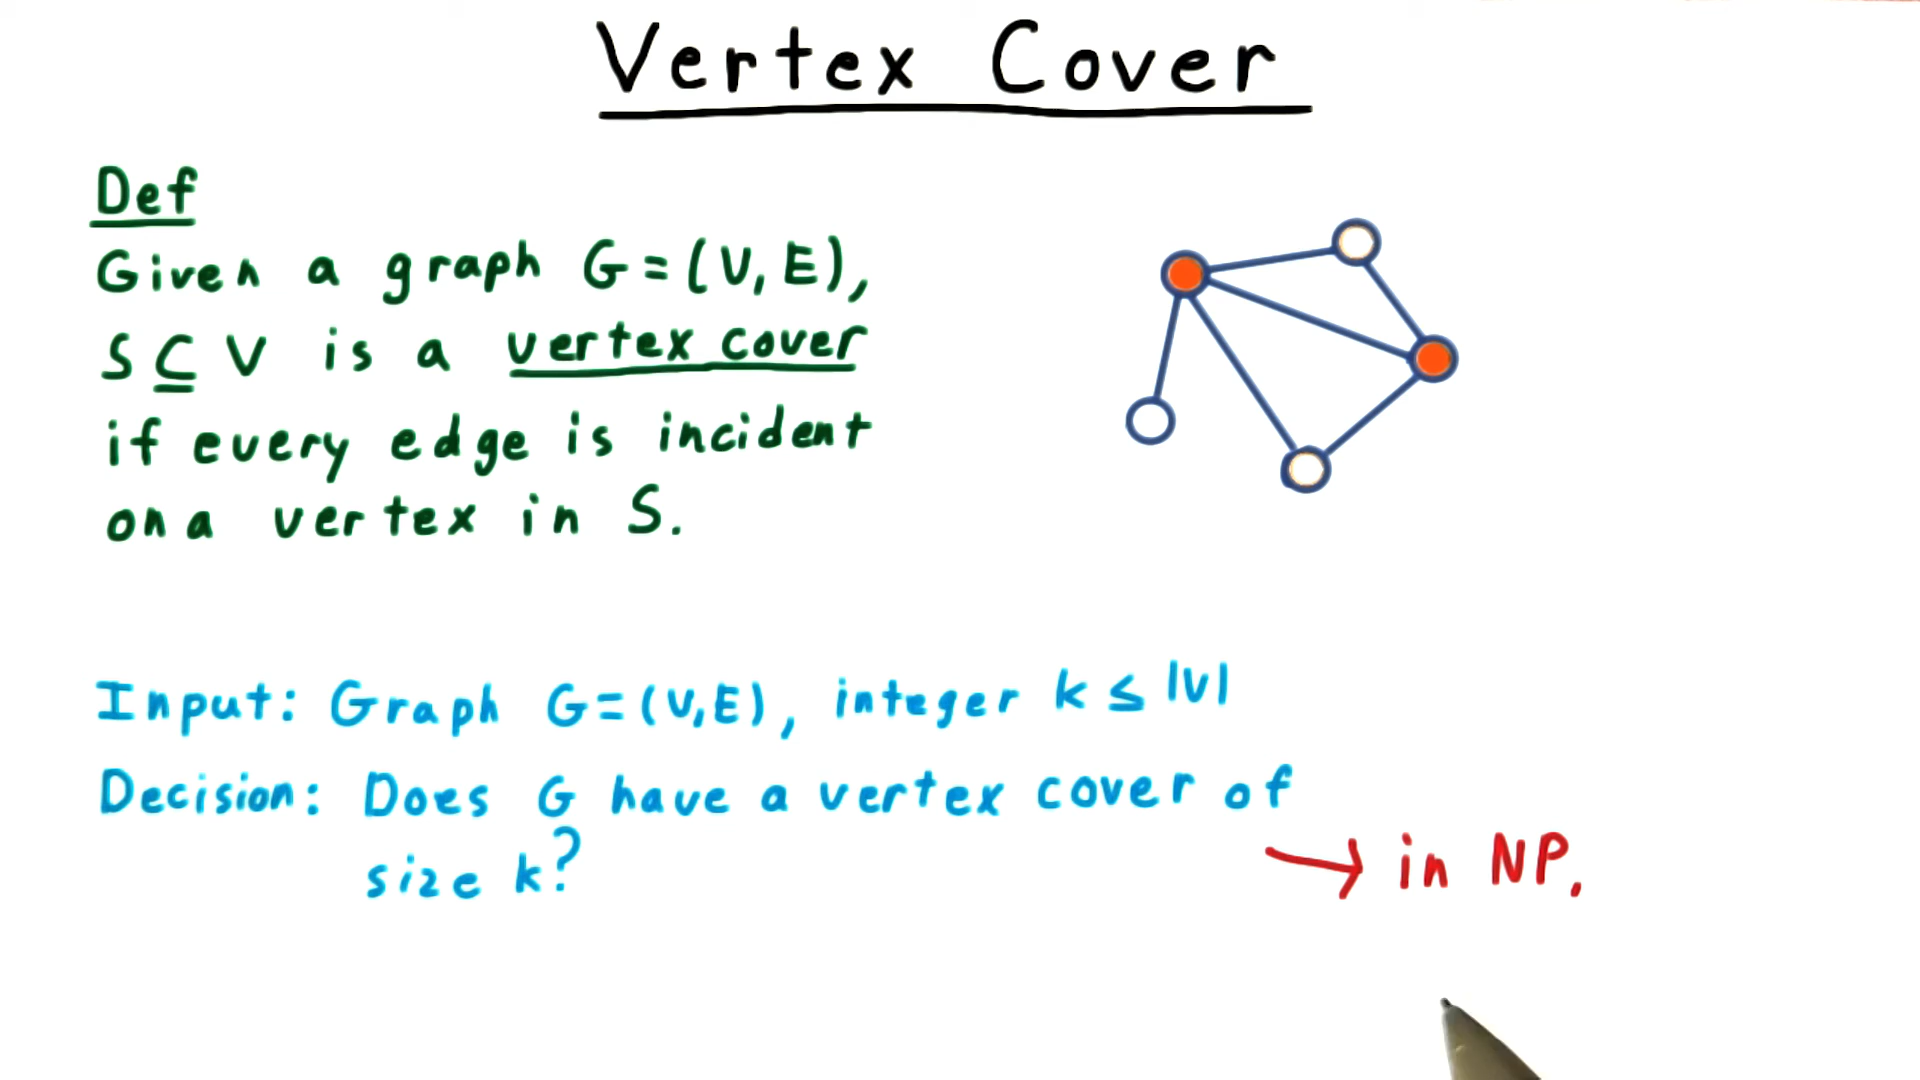 Vertex Cover
Def
Given a graph G=(V,E),
S ⊆ V is a vertex cover
if every edge is incident
on a vertex in S.
Input: Graph G=(V,E), integer k ≤ |V|
Decision: Does G have a vertex cover of
size k?
→ in NP.